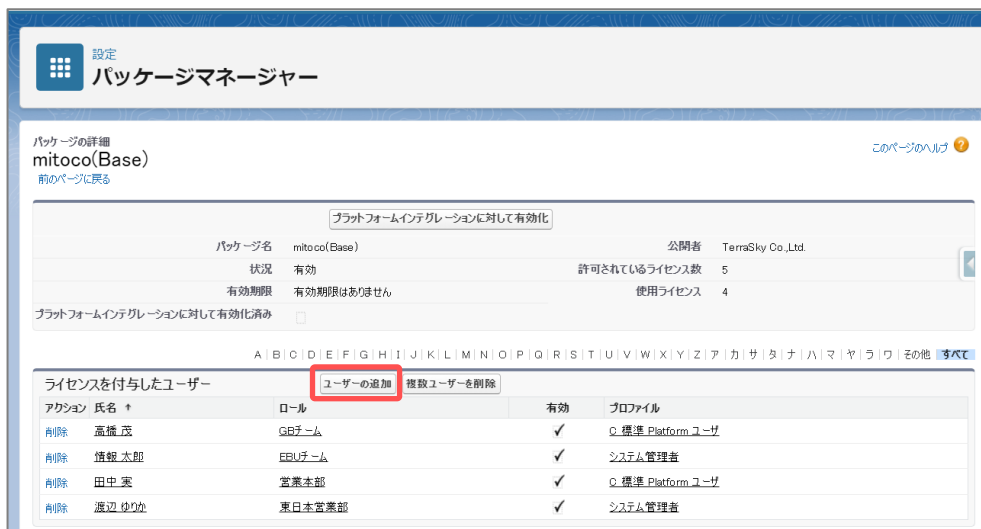 設定
パッケージマネージャー
パッケージの詳細
mitoco(Base)
このページのヘルプ ?
前のページに戻る
プラットフォームインテグレーションに対して有効化
パッケージ名 mitoco(Base) 公開者 TerraSky Co.,Ltd.
状況 有効 許可されているライセンス数 5
有効期限 有効期限はありません 使用ライセンス 4
プラットフォームインテグレーションに対して有効化済み
A | B | C | D | E | F | G | H | I | J | K | L | M | N | O | P | Q | R | S | T | U | V | W | X | Y | Z | ア | カ | サ | タ | ナ | ハ | マ | ヤ | ラ | ワ | その他 | すべて
ライセンスを付与したユーザー ユーザーの追加 複数ユーザーを削除
アクション 氏名 ↑ ロール 有効 プロファイル
削除 高橋 茂 GBチーム ✓ C 標準 Platform ユーザ
削除 情報 太郎 EBUチーム ✓ システム管理者
削除 田中 実 営業本部 ✓ C 標準 Platform ユーザ
削除 渡辺 ゆりか 東日本営業部 ✓ システム管理者